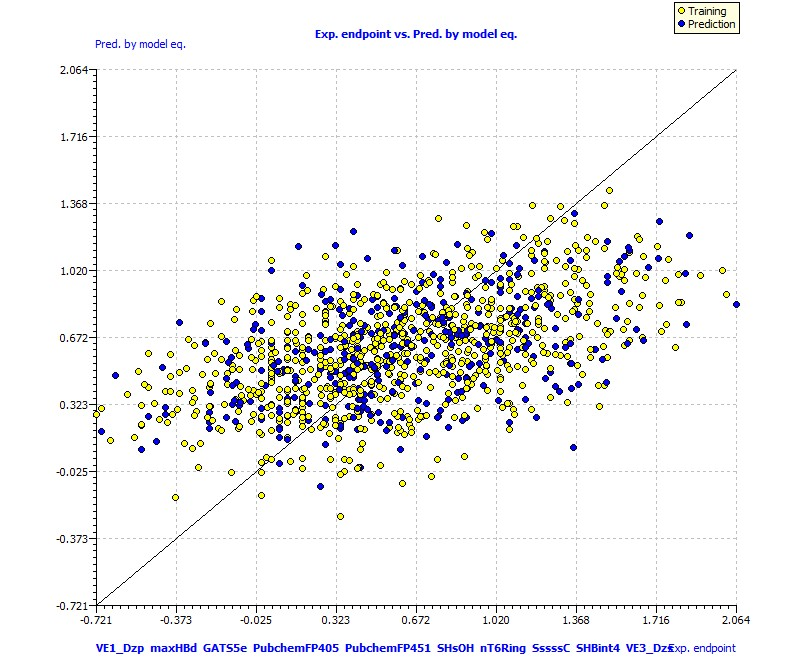 Training
Prediction
Exp. endpoint vs. Pred. by model eq.
Pred. by model eq.
2.064
1.716
1.368
1.020
0.672
0.323
-0.025
-0.373
-0.721
-0.721 -0.373 -0.025 0.323 0.672 1.020 1.368 1.716 2.064
VE1_Dzp maxHBd GATS5e PubchemFP405 PubchemFP451 SHsOH nT6Ring SssssC SHBint4 Exp. endpoint